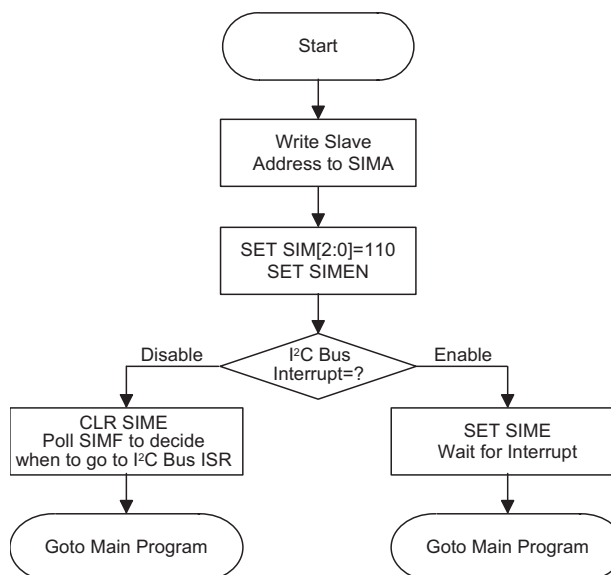 Start
Write Slave
Address to SIMA
SET SIM[2:0]=110
SET SIMEN
I²C Bus
Interrupt=?
Disable
Enable
CLR SIME
Poll SIMF to decide
when to go to I²C Bus ISR
SET SIME
Wait for Interrupt
Goto Main Program
Goto Main Program